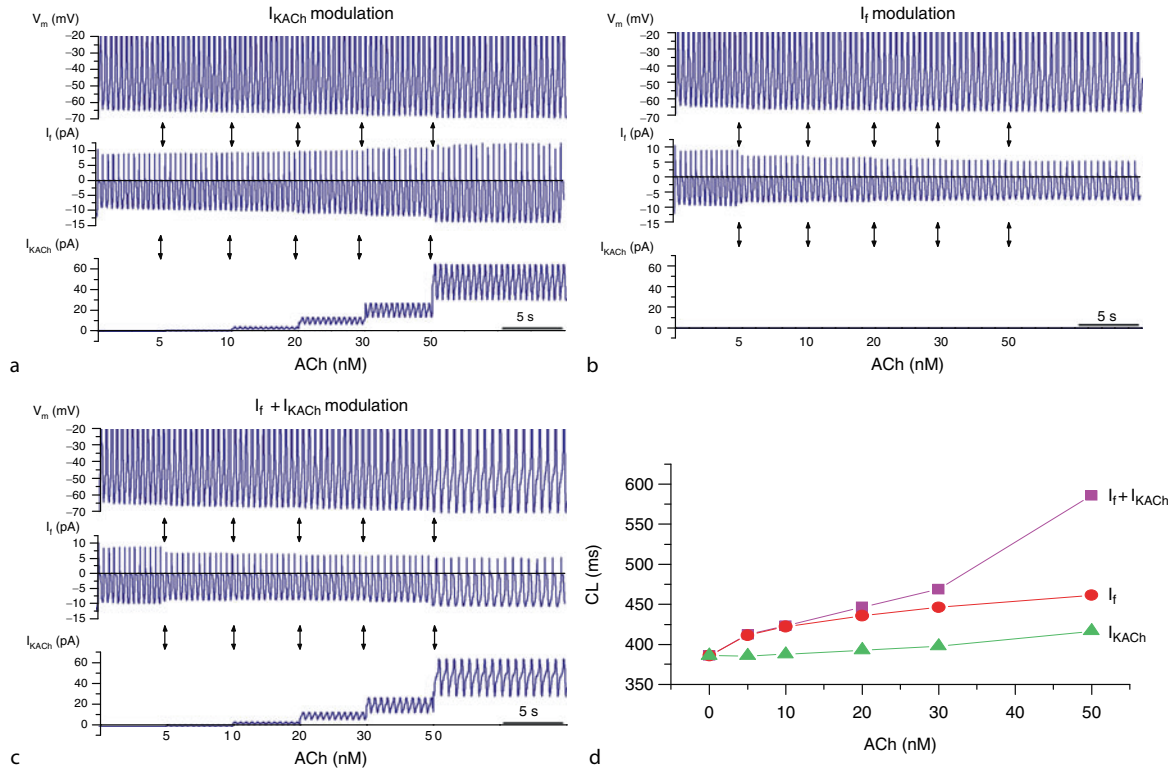 I_KACh modulation
V_m (mV)
−20
−30
−40
−50
−60
−70
I_f (pA)
10
5
0
−5
−10
−15
I_KACh (pA)
60
40
20
0
5 s
5 10 20 30 50
ACh (nM)
a
I_f modulation
V_m (mV)
−20
−30
−40
−50
−60
−70
I_f (pA)
10
5
0
−5
−10
−15
I_KACh (pA)
60
40
20
0
5 s
5 10 20 30 50
ACh (nM)
b
I_f + I_KACh modulation
V_m (mV)
−20
−30
−40
−50
−60
−70
I_f (pA)
10
5
0
−5
−10
−15
I_KACh (pA)
60
40
20
0
5 s
5 10 20 30 50
ACh (nM)
c
600
550
500
450
400
350
CL (ms)
I_f + I_KACh
I_f
I_KACh
0 10 20 30 40 50
ACh (nM)
d